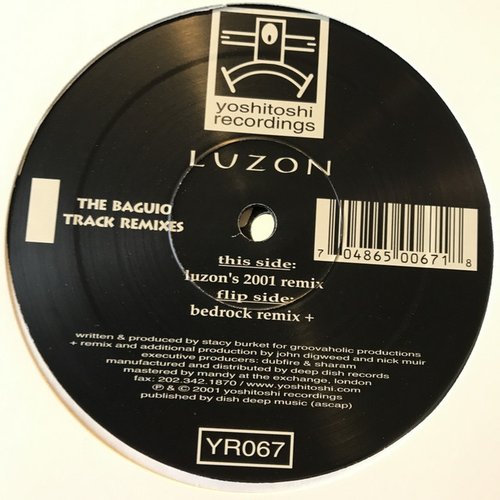 yoshitoshi
recordings
LUZON
THE BAGUIO
TRACK REMIXES
this side:
luzon's 2001 remix
flip side:
bedrock remix +
7 04865 00671 8
written & produced by stacy burket for groovaholic productions
+ remix and additional production by john digweed and nick muir
executive producers: dubfire & sharam
manufactured and distributed by deep dish records
mastered by mandy at the exchange, london
fax: 202.342.1870 / www.yoshitoshi.com
℗ & © 2001 yoshitoshi recordings
published by dish deep music (ascap)
YR067